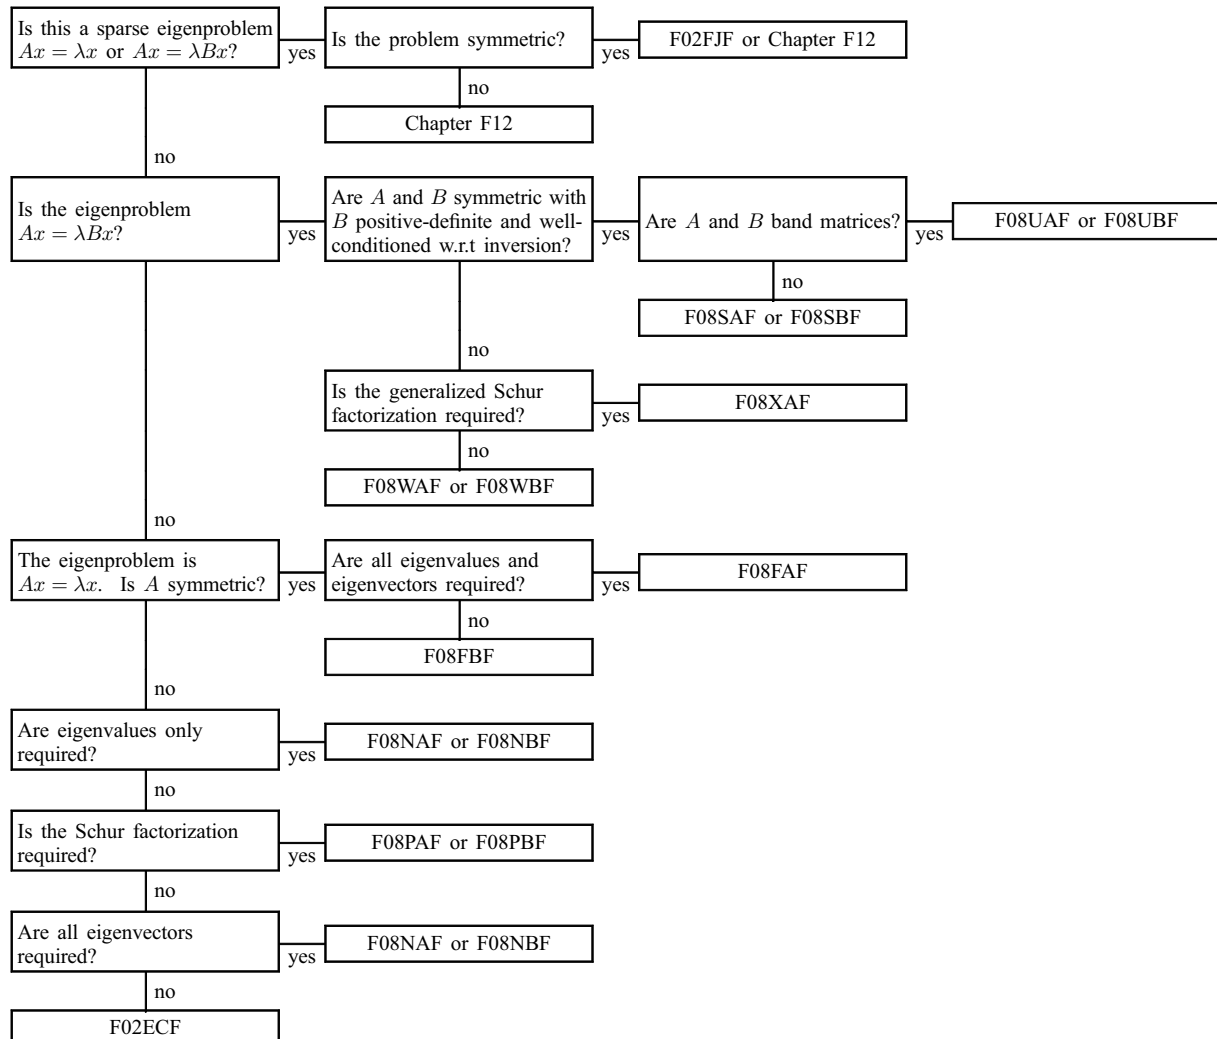 Is this a sparse eigenproblem
Ax = λx or Ax = λBx?
yes
Is the problem symmetric?
yes
F02FJF or Chapter F12
no
Chapter F12
no
Is the eigenproblem
Ax = λBx?
yes
Are A and B symmetric with
B positive-definite and well-
conditioned w.r.t inversion?
yes
Are A and B band matrices?
yes
F08UAF or F08UBF
no
F08SAF or F08SBF
no
Is the generalized Schur
factorization required?
yes
F08XAF
no
F08WAF or F08WBF
no
The eigenproblem is
Ax = λx. Is A symmetric?
yes
Are all eigenvalues and
eigenvectors required?
yes
F08FAF
no
F08FBF
no
Are eigenvalues only
required?
yes
F08NAF or F08NBF
no
Is the Schur factorization
required?
yes
F08PAF or F08PBF
no
Are all eigenvectors
required?
yes
F08NAF or F08NBF
no
F02ECF